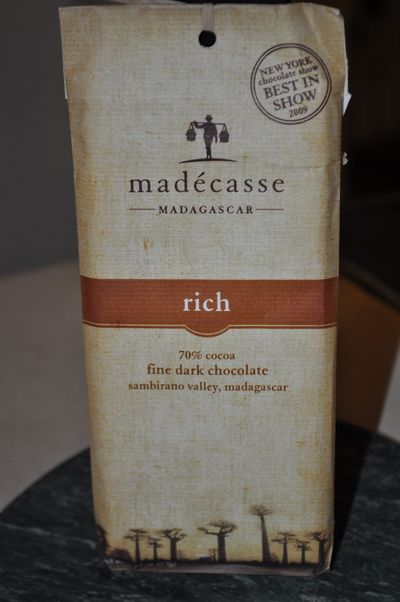 NEW YORK
chocolate show
BEST IN
SHOW
2009
madécasse
MADAGASCAR
rich
70% cocoa
fine dark chocolate
sambirano valley, madagascar